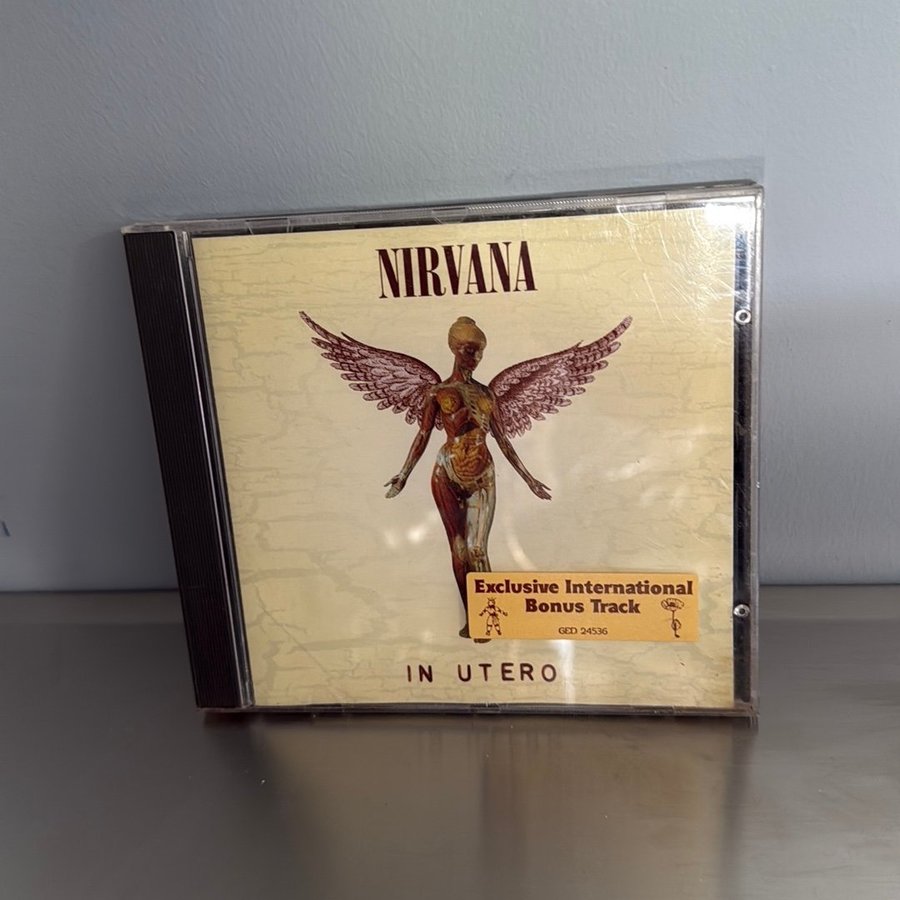 NIRVANA
Exclusive International
Bonus Track
GED 24536
IN UTERO